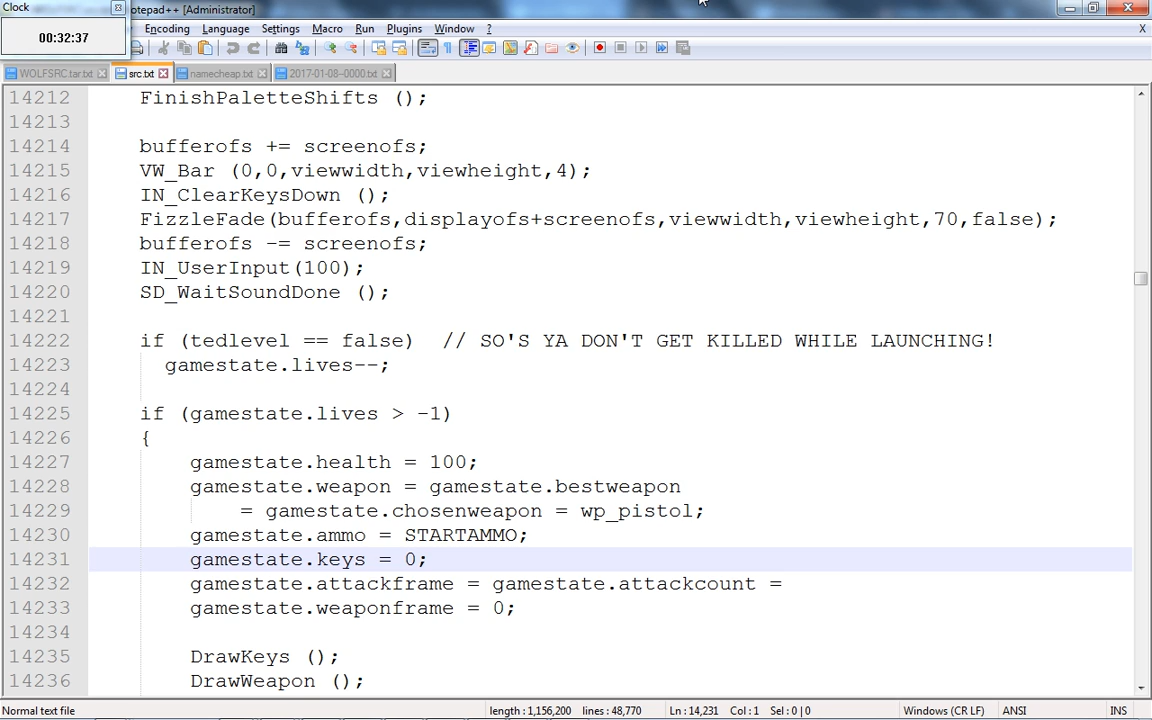 Clock
otepad++ [Administrator]
00:32:37
Encoding Language Settings Macro Run Plugins Window ? X
WOLFSRC.tar.txt src.txt namecheap.txt 2017-01-08--0000.txt
14212 FinishPaletteShifts ();
14213
14214 bufferofs += screenofs;
14215 VW_Bar (0,0,viewwidth,viewheight,4);
14216 IN_ClearKeysDown ();
14217 FizzleFade(bufferofs,displayofs+screenofs,viewwidth,viewheight,70,false);
14218 bufferofs -= screenofs;
14219 IN_UserInput(100);
14220 SD_WaitSoundDone ();
14221
14222 if (tedlevel == false) // SO'S YA DON'T GET KILLED WHILE LAUNCHING!
14223 gamestate.lives--;
14224
14225 if (gamestate.lives > -1)
14226 {
14227 gamestate.health = 100;
14228 gamestate.weapon = gamestate.bestweapon
14229 = gamestate.chosenweapon = wp_pistol;
14230 gamestate.ammo = STARTAMMO;
14231 gamestate.keys = 0;
14232 gamestate.attackframe = gamestate.attackcount =
14233 gamestate.weaponframe = 0;
14234
14235 DrawKeys ();
14236 DrawWeapon ();
Normal text file length : 1,156,200 lines : 48,770 Ln : 14,231 Col : 1 Sel : 0 | 0 Windows (CR LF) ANSI INS